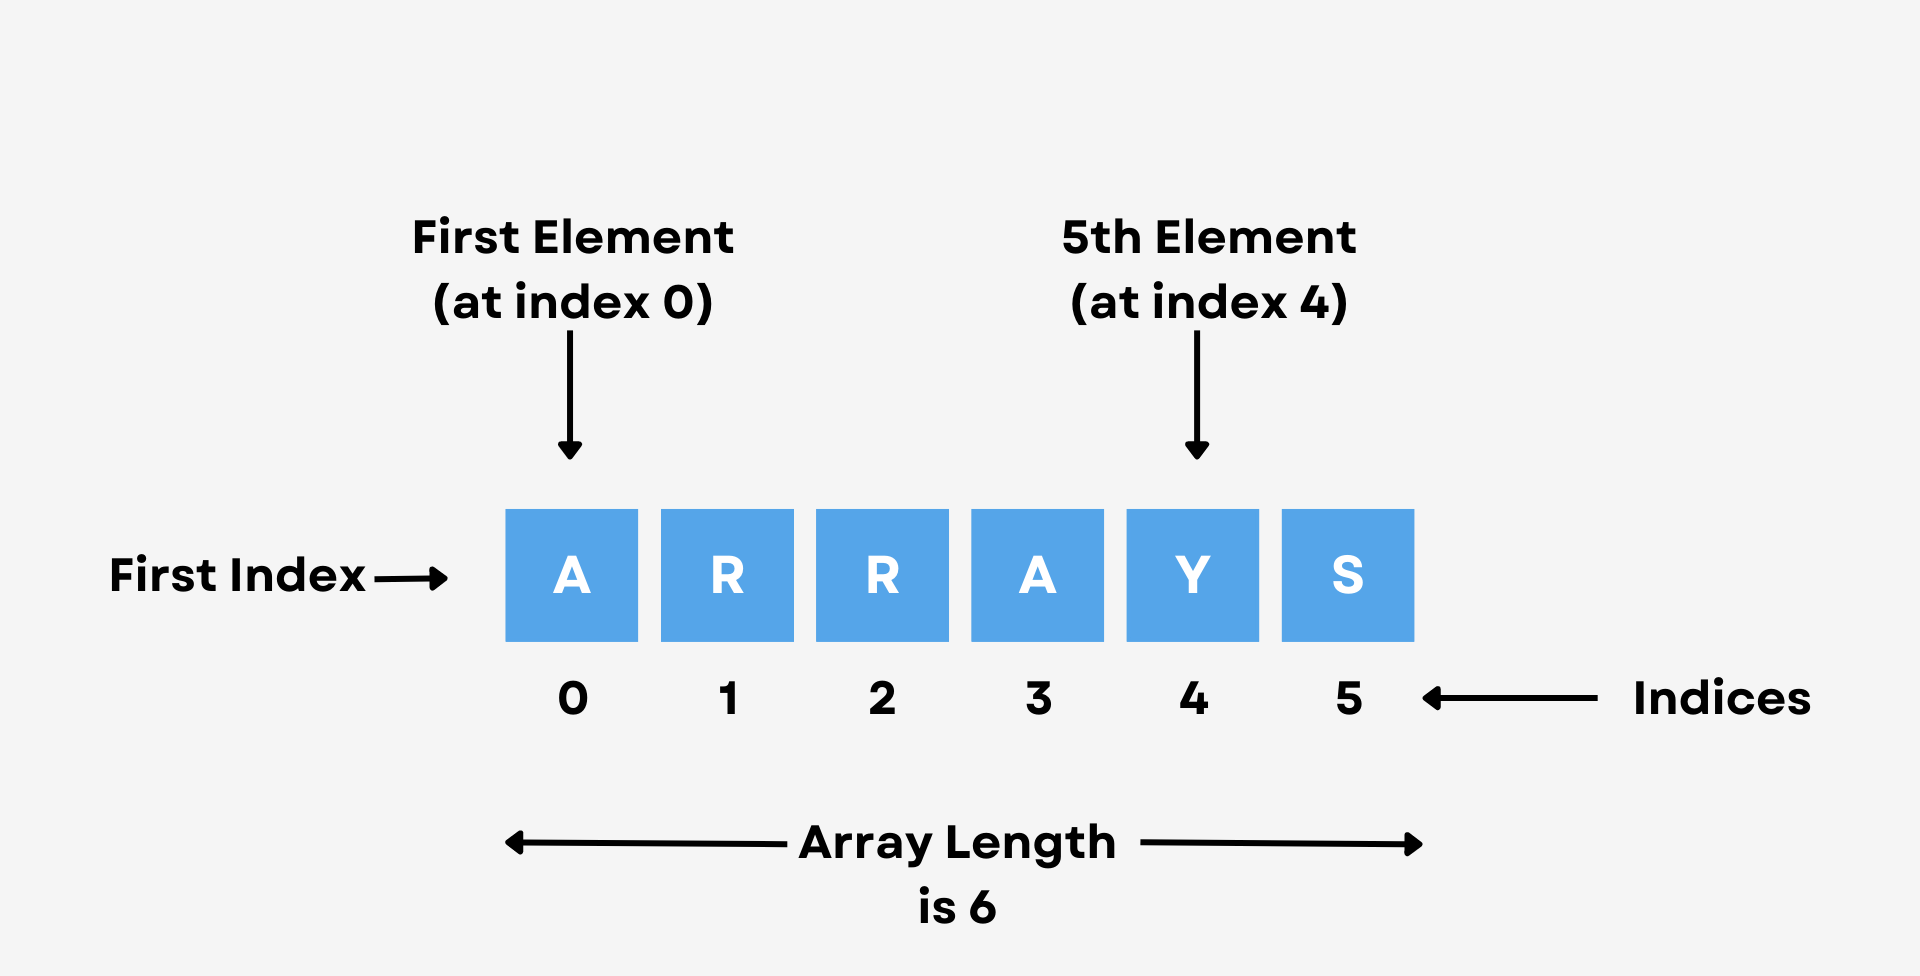 First Element
(at index 0)
5th Element
(at index 4)
First Index
A R R A Y S
0 1 2 3 4 5
Indices
Array Length
is 6